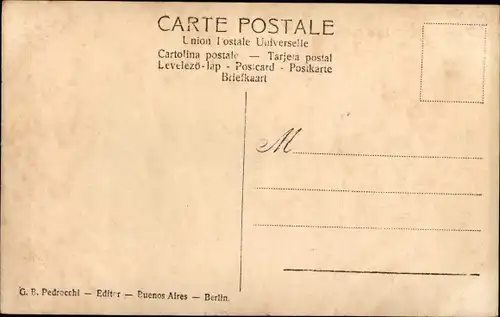 CARTE POSTALE
Union Postale Universelle
Cartolina postale — Tarjeta postal
Levelező-lap - Postcard - Postkarte
Briefkaart
M
G. B. Pedrocchi — Editor — Buenos Aires — Berlin.